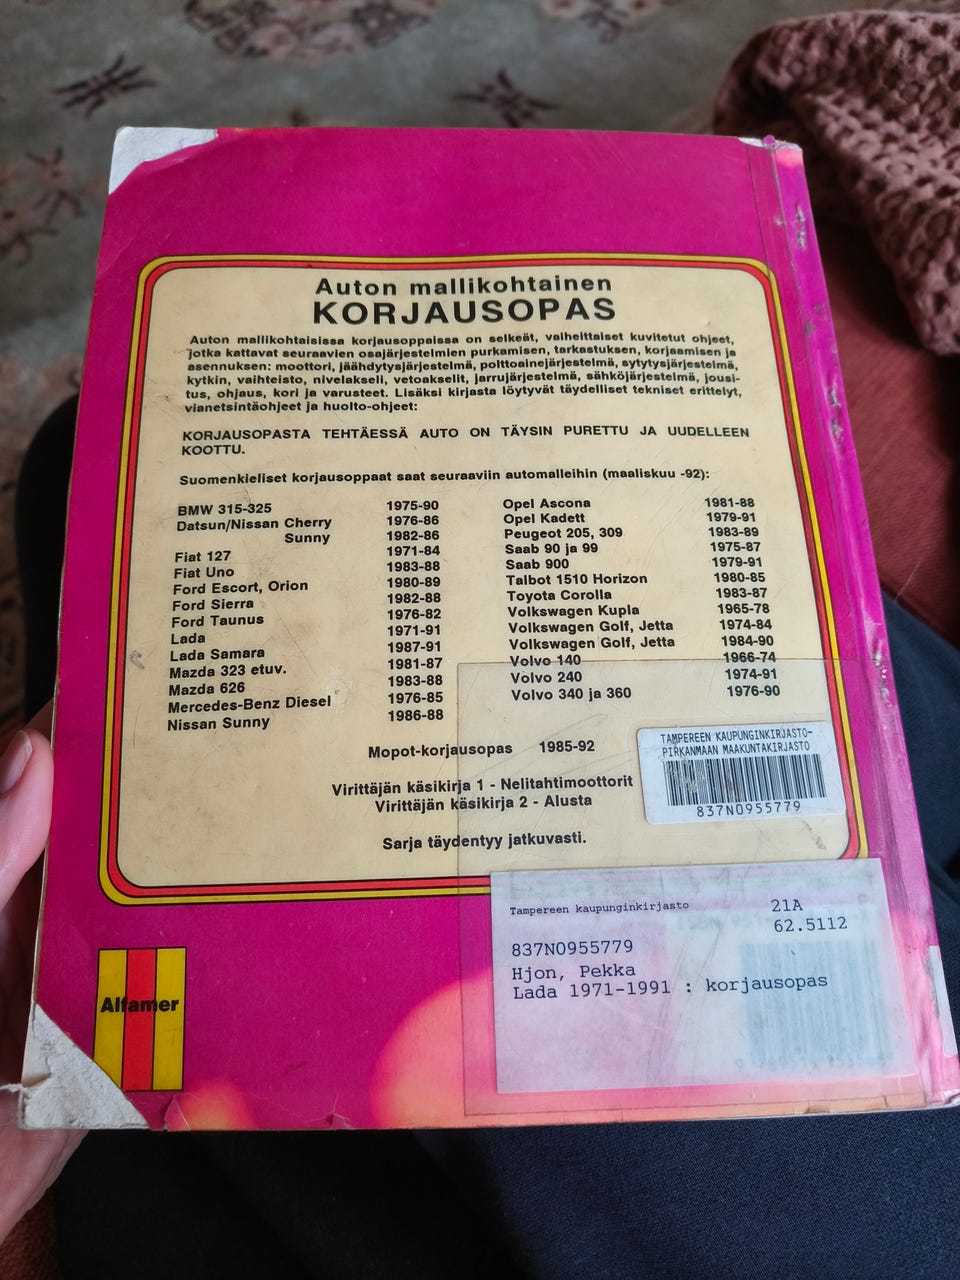 Auton mallikohtainen
KORJAUSOPAS
Auton mallikohtaisissa korjausoppaissa on selkeät, vaiheittaiset kuvitetut ohjeet,
jotka kattavat seuraavien osajärjestelmien purkamisen, tarkastuksen, korjaamisen ja
asennuksen: moottori, jäähdytysjärjestelmä, polttoainejärjestelmä, sytytysjärjestelmä,
kytkin, vaihteisto, nivelakseli, vetoakselit, jarrujärjestelmä, sähköjärjestelmä, jousi-
tus, ohjaus, kori ja varusteet. Lisäksi kirjasta löytyvät täydelliset tekniset erittelyt,
vianetsintäohjeet ja huolto-ohjeet:
KORJAUSOPASTA TEHTÄESSÄ AUTO ON TÄYSIN PURETTU JA UUDELLEEN
KOOTTU.
Suomenkieliset korjausoppaat saat seuraaviin automalleihin (maaliskuu -92):
BMW 315-325 1975-90
Datsun/Nissan Cherry 1976-86
Sunny 1982-86
Fiat 127 1971-84
Fiat Uno 1983-88
Ford Escort, Orion 1980-89
Ford Sierra 1982-88
Ford Taunus 1976-82
Lada 1971-91
Lada Samara 1987-91
Mazda 323 etuv. 1981-87
Mazda 626 1983-88
Mercedes-Benz Diesel 1976-85
Nissan Sunny 1986-88
Opel Ascona 1981-88
Opel Kadett 1979-91
Peugeot 205, 309 1983-89
Saab 90 ja 99 1975-87
Saab 900 1979-91
Talbot 1510 Horizon 1980-85
Toyota Corolla 1983-87
Volkswagen Kupla 1965-78
Volkswagen Golf, Jetta 1974-84
Volkswagen Golf, Jetta 1984-90
Volvo 140 1966-74
Volvo 240 1974-91
Volvo 340 ja 360 1976-90
Mopot-korjausopas 1985-92
Virittäjän käsikirja 1 - Nelitahtimoottorit
Virittäjän käsikirja 2 - Alusta
Sarja täydentyy jatkuvasti.
TAMPEREEN KAUPUNGINKIRJASTO-
PIRKANMAAN MAAKUNTAKIRJASTO
837N0955779
Tampereen kaupunginkirjasto 21A
62.5112
837N0955779
Hjon, Pekka
Lada 1971-1991 : korjausopas
Alfamer